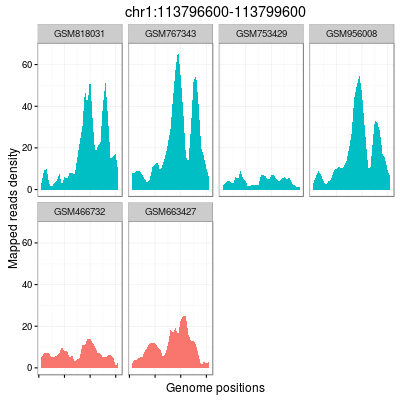 chr1:113796600-113799600
GSM818031 GSM767343 GSM753429 GSM956008
60
40
20
0
GSM466732 GSM663427
60
40
20
0
Mapped reads density
Genome positions